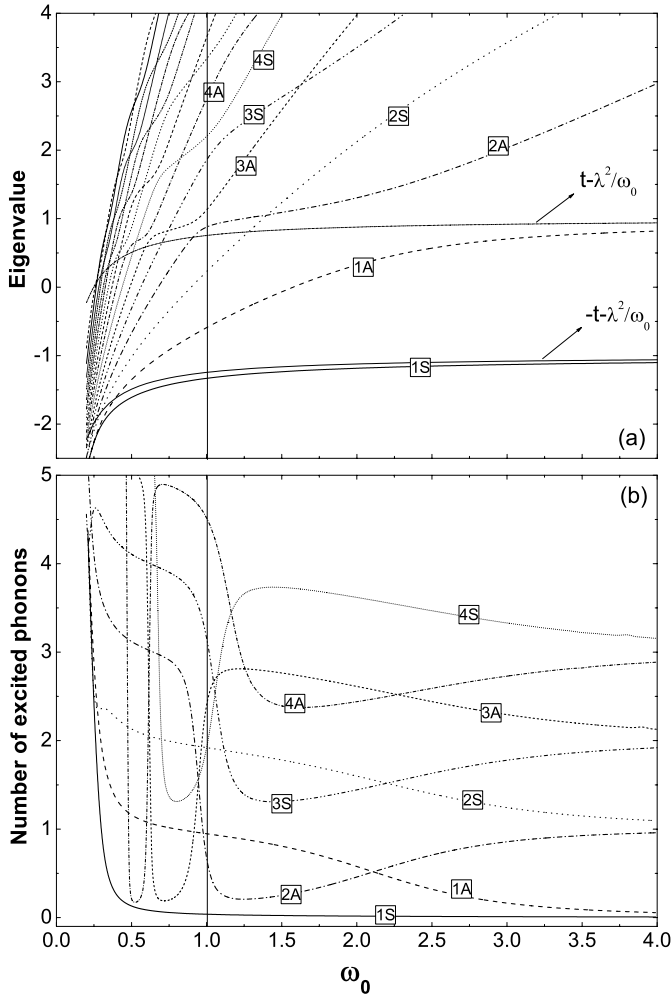 4
3
2
1
0
-1
-2
Eigenvalue
4S
4A
3S
3A
2S
2A
t-λ²/ω₀
1A
-t-λ²/ω₀
1S
(a)
5
4
3
2
1
0
Number of excited phonons
(b)
4S
4A
3A
3S
2S
2A
1A
1S
0.0 0.5 1.0 1.5 2.0 2.5 3.0 3.5 4.0
ω₀